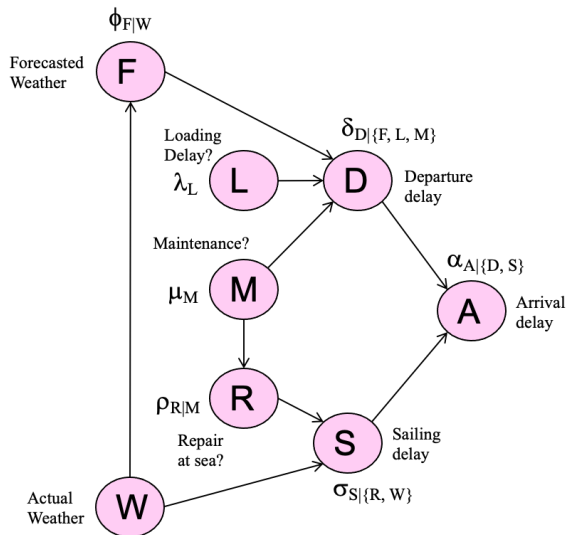 ϕF|W
Forecasted
Weather
F
δD|{F, L, M}
Loading
Delay?
λL
L
D
Departure
delay
Maintenance?
αA|{D, S}
μM
M
A
Arrival
delay
ρR|M
R
Repair
at sea?
S
Sailing
delay
σS|{R, W}
Actual
Weather
W